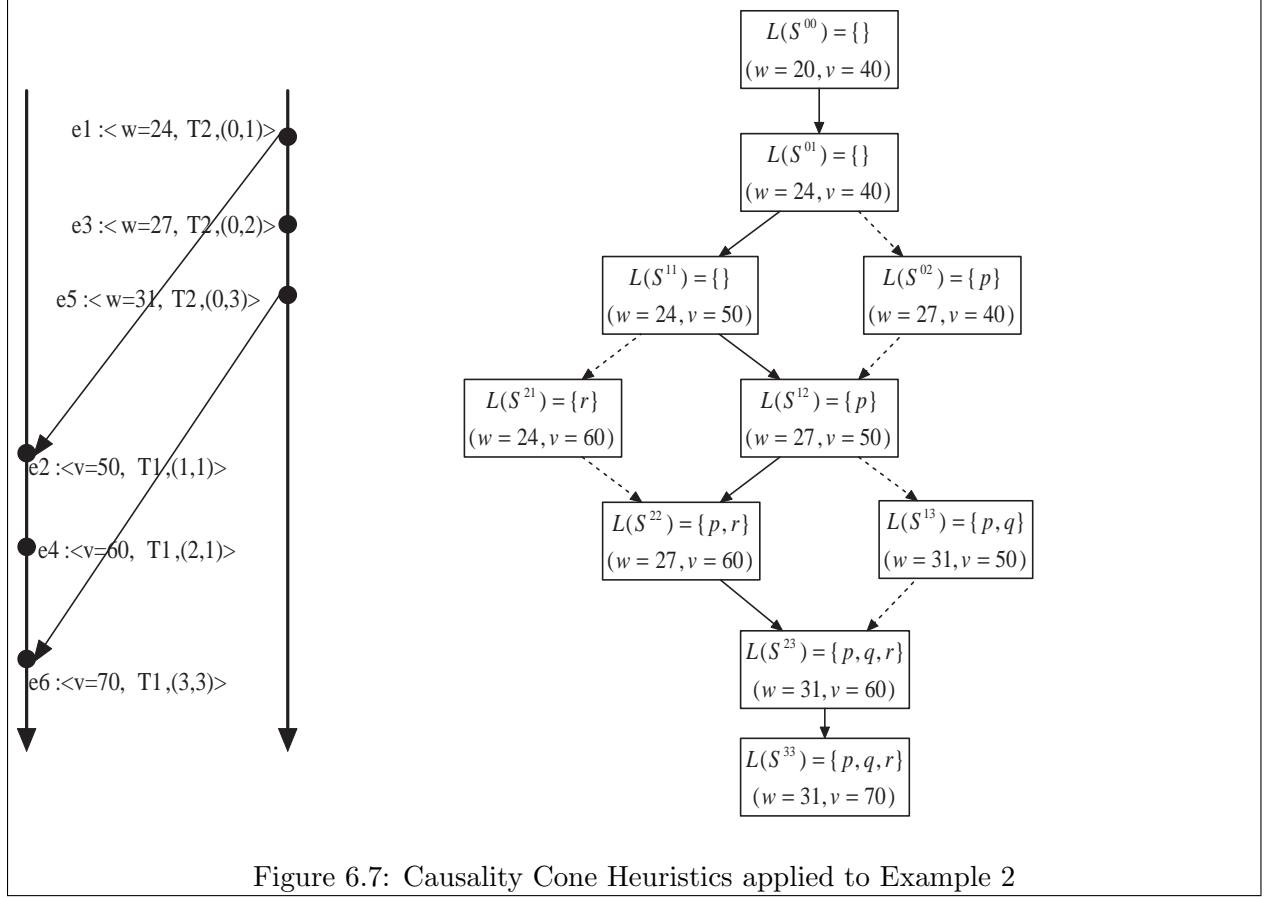 e1 :< w=24, T2,(0,1)>
e3 :< w=27, T2,(0,2)>
e5 :< w=31, T2,(0,3)>
e2 :<v=50, T1,(1,1)>
e4 :<v=60, T1,(2,1)>
e6 :<v=70, T1,(3,3)>
L(S^00) = { }
(w = 20, v = 40)
L(S^01) = { }
(w = 24, v = 40)
L(S^11) = { }
(w = 24, v = 50)
L(S^02) = { p}
(w = 27, v = 40)
L(S^21) = { r}
(w = 24, v = 60)
L(S^12) = { p}
(w = 27, v = 50)
L(S^22) = { p, r}
(w = 27, v = 60)
L(S^13) = { p, q}
(w = 31, v = 50)
L(S^23) = { p, q, r}
(w = 31, v = 60)
L(S^33) = { p, q, r}
(w = 31, v = 70)
Figure 6.7: Causality Cone Heuristics applied to Example 2